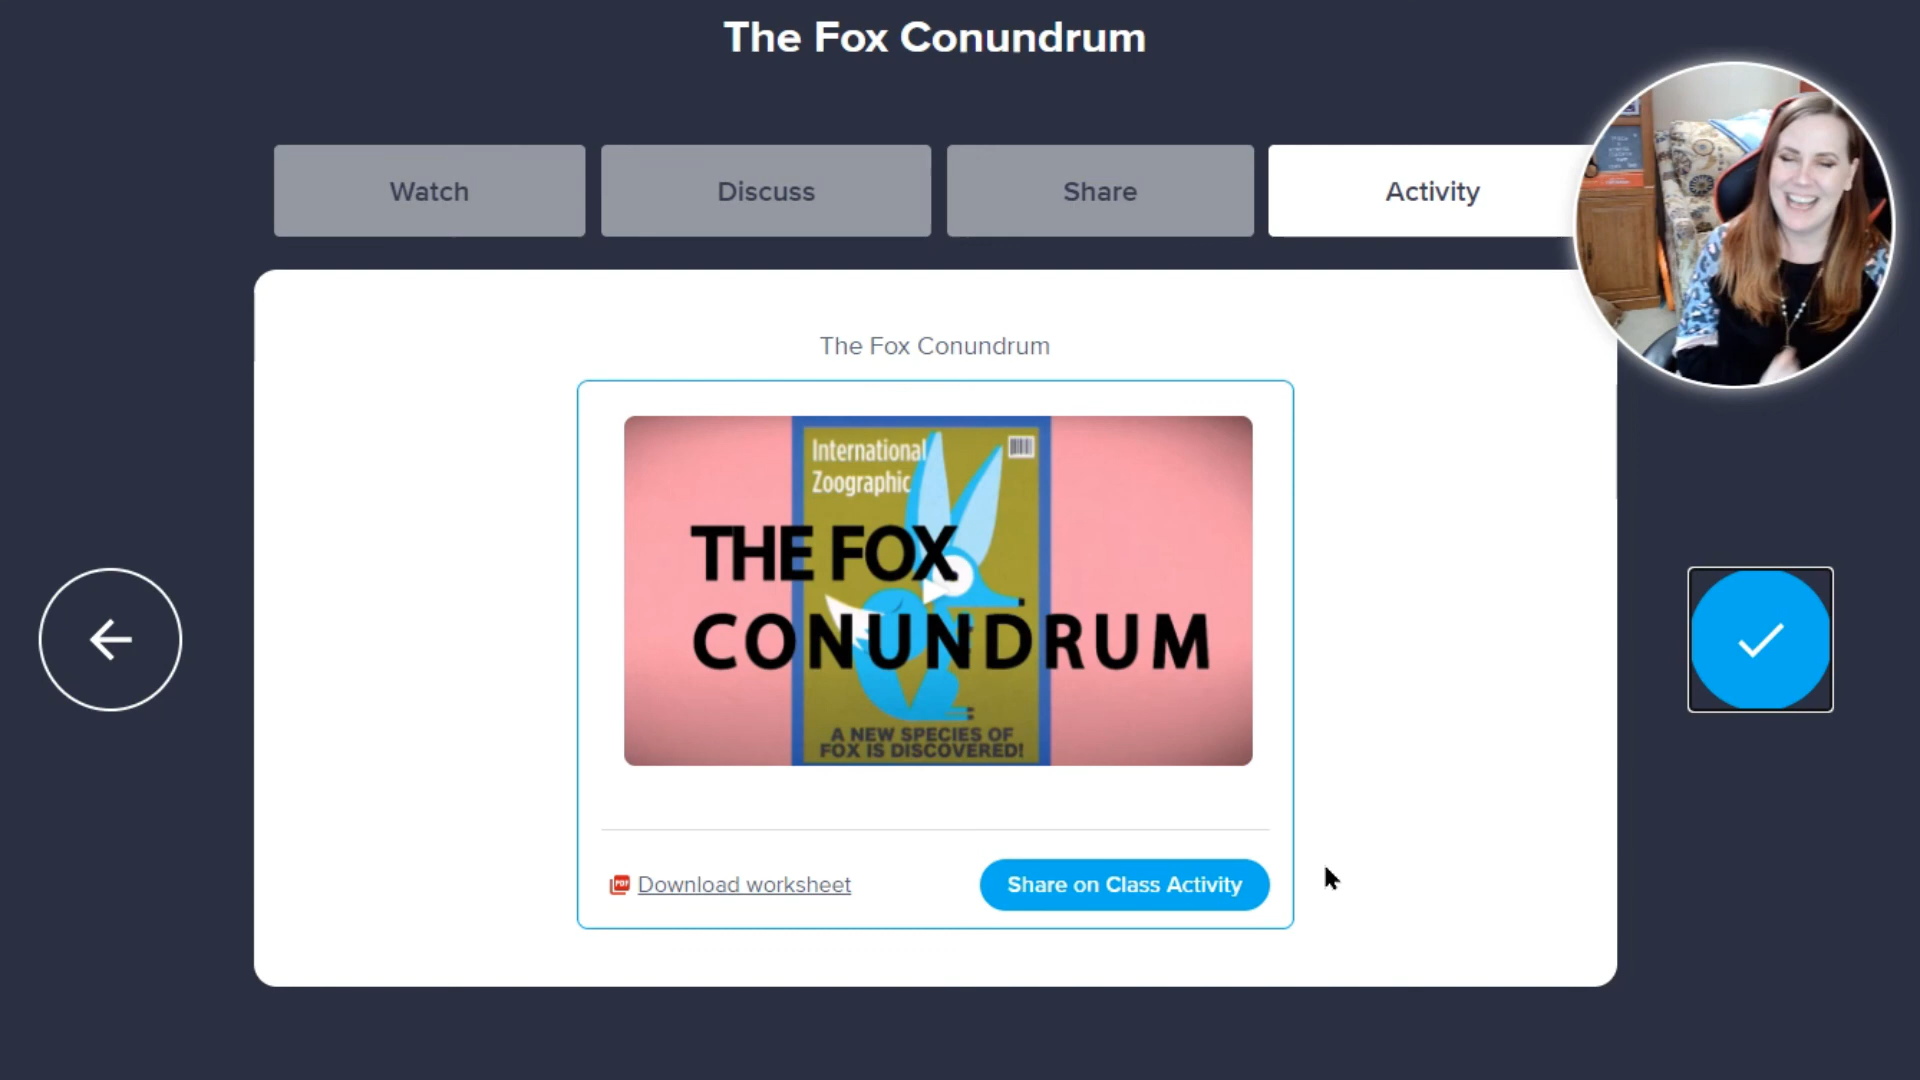 The Fox Conundrum
Watch
Discuss
Share
Activity
The Fox Conundrum
International
Zoographic
THE FOX
CONUNDRUM
A NEW SPECIES OF
FOX IS DISCOVERED!
PDF
Download worksheet
Share on Class Activity